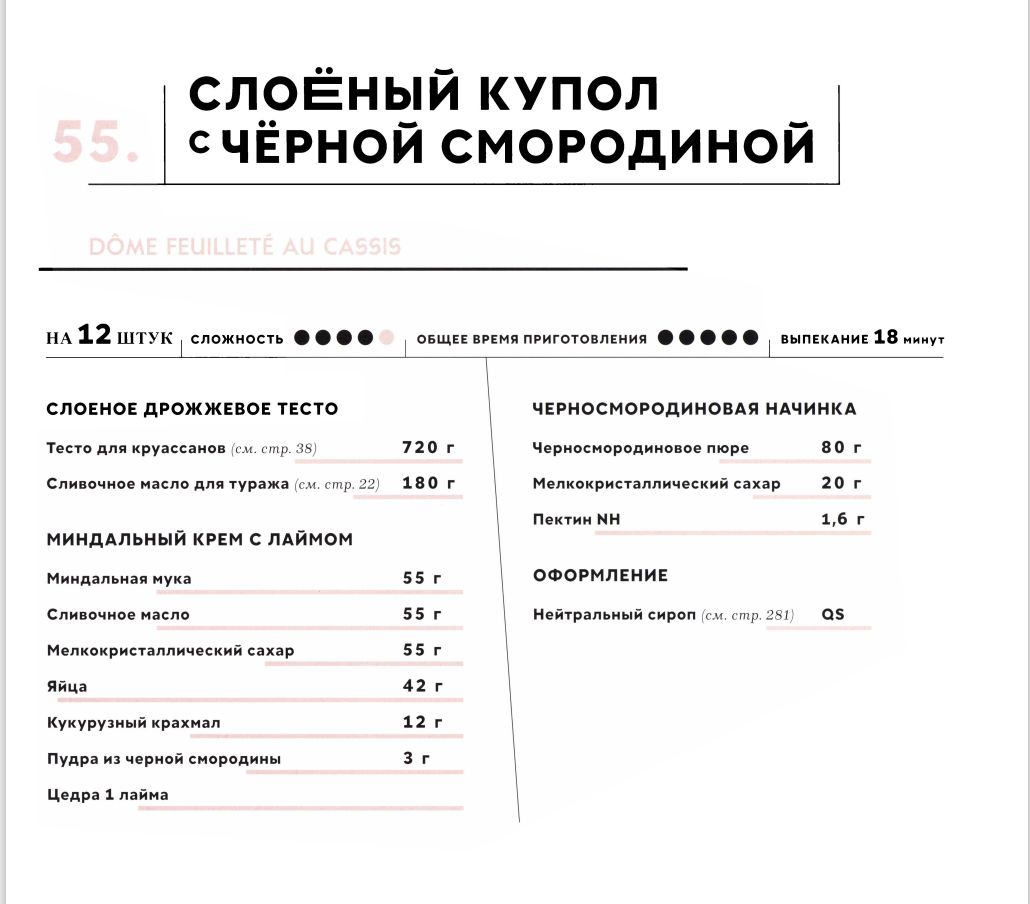 55.
СЛОЁНЫЙ КУПОЛ
С ЧЁРНОЙ СМОРОДИНОЙ
DÔME FEUILLETÉ AU CASSIS
НА 12 ШТУК СЛОЖНОСТЬ ОБЩЕЕ ВРЕМЯ ПРИГОТОВЛЕНИЯ ВЫПЕКАНИЕ 18 минут
СЛОЕНОЕ ДРОЖЖЕВОЕ ТЕСТО
Тесто для круассанов (см. стр. 38) 720 г
Сливочное масло для туража (см. стр. 22) 180 г
МИНДАЛЬНЫЙ КРЕМ С ЛАЙМОМ
Миндальная мука 55 г
Сливочное масло 55 г
Мелкокристаллический сахар 55 г
Яйца 42 г
Кукурузный крахмал 12 г
Пудра из черной смородины 3 г
Цедра 1 лайма
ЧЕРНОСМОРОДИНОВАЯ НАЧИНКА
Черносмородиновое пюре 80 г
Мелкокристаллический сахар 20 г
Пектин NH 1,6 г
ОФОРМЛЕНИЕ
Нейтральный сироп (см. стр. 281) QS